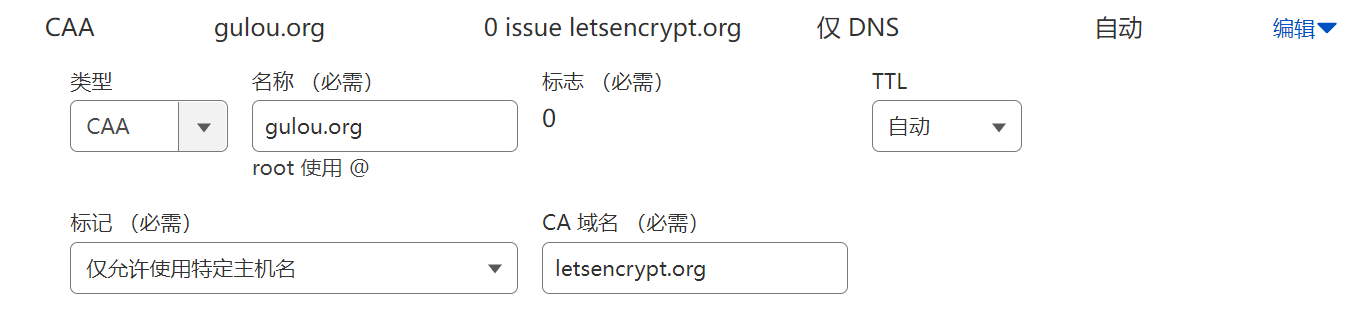 CAA gulou.org 0 issue letsencrypt.org 仅 DNS 自动 编辑
类型 名称 （必需） 标志 （必需） TTL
CAA gulou.org 0 自动
root 使用 @
标记 （必需） CA 域名 （必需）
仅允许使用特定主机名 letsencrypt.org